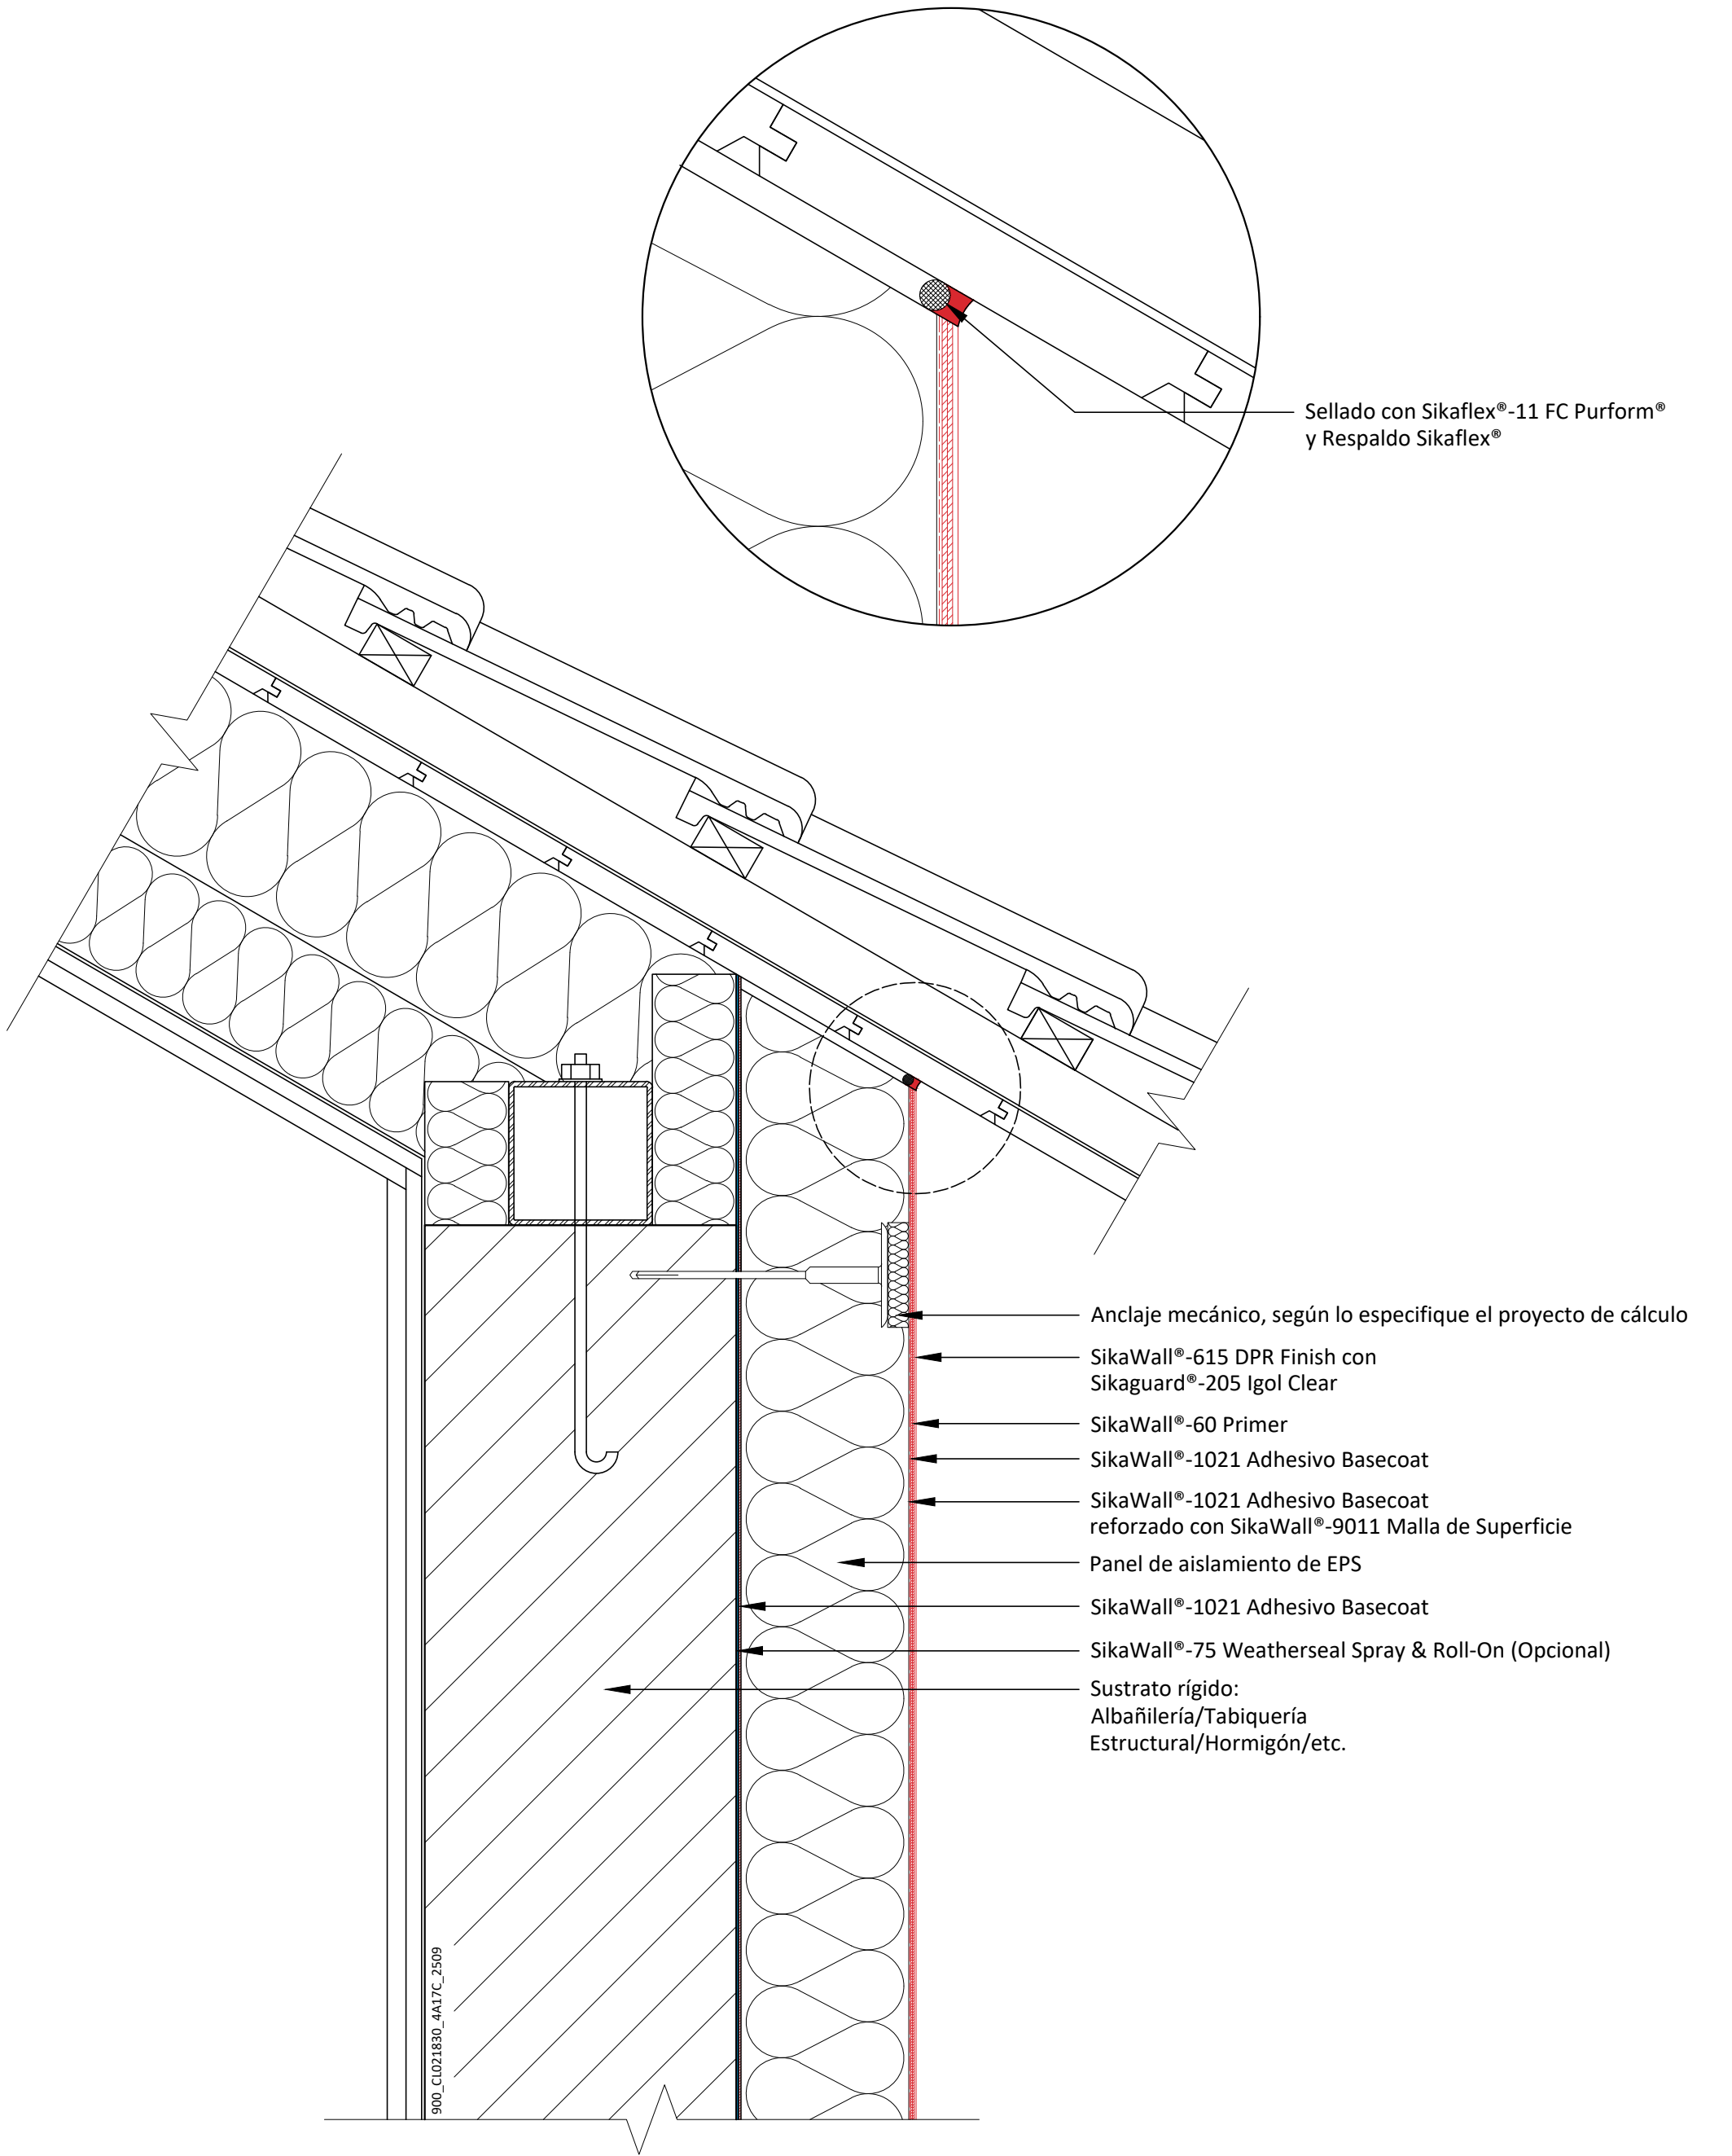 Sellado con Sikaflex®-11 FC Purform®
y Respaldo Sikaflex®
Anclaje mecánico, según lo especifique el proyecto de cálculo
SikaWall®-615 DPR Finish con
Sikaguard®-205 Igol Clear
SikaWall®-60 Primer
SikaWall®-1021 Adhesivo Basecoat
SikaWall®-1021 Adhesivo Basecoat
reforzado con SikaWall®-9011 Malla de Superficie
Panel de aislamiento de EPS
SikaWall®-1021 Adhesivo Basecoat
SikaWall®-75 Weatherseal Spray & Roll-On (Opcional)
Sustrato rígido:
Albañilería/Tabiquería
Estructural/Hormigón/etc.
900_CL021830_4A17C_2509